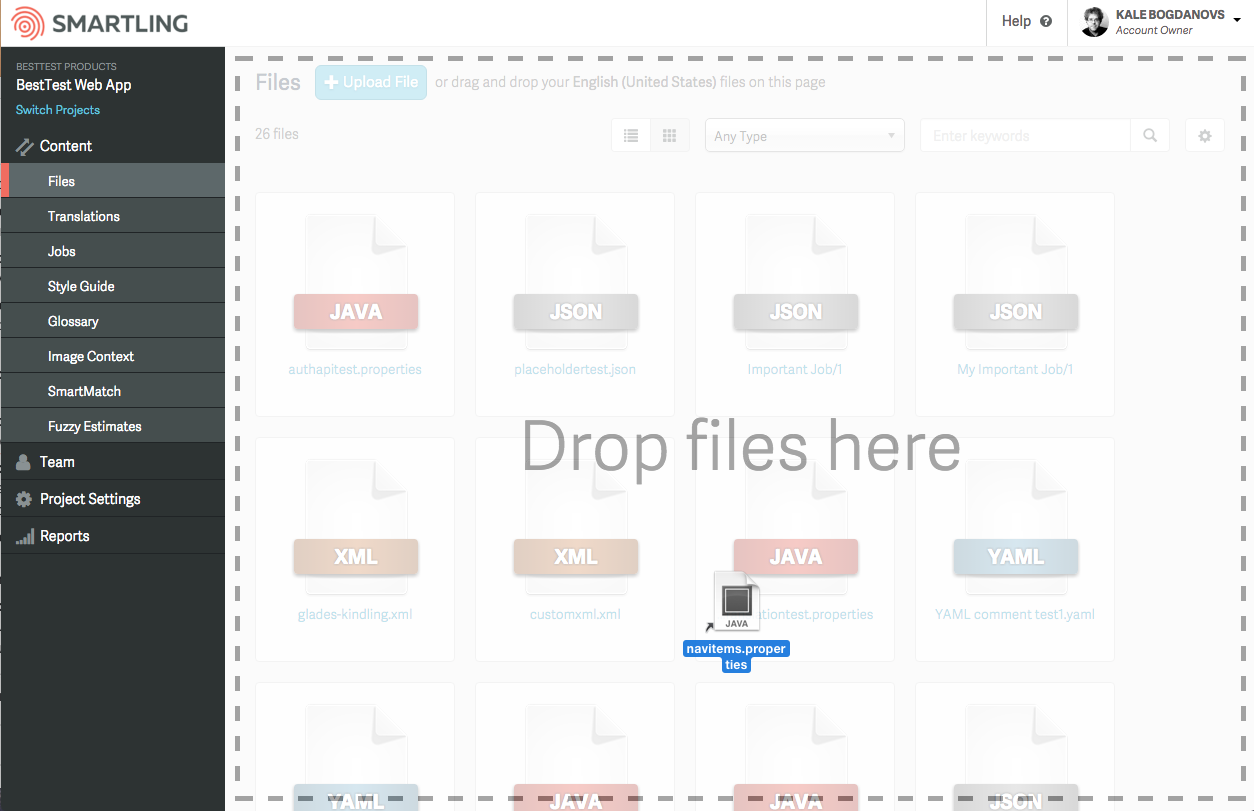 SMARTLING
Help ?
KALE BOGDANOVS
Account Owner
BESTTEST PRODUCTS
BestTest Web App
Switch Projects
Content
Files
Translations
Jobs
Style Guide
Glossary
Image Context
SmartMatch
Fuzzy Estimates
Team
Project Settings
Reports
Files
+ Upload File
or drag and drop your English (United States) files on this page
26 files
Any Type
Enter keywords
JAVA
JSON
JSON
JSON
authapitest.properties
placeholdertest.json
Important Job/1
My Important Job/1
Drop files here
XML
XML
JAVA
YAML
glades-kindling.xml
customxml.xml
ationtest.properties
YAML comment test1.yaml
JAVA
navitems.proper
ties
YAML
JAVA
JAVA
JSON